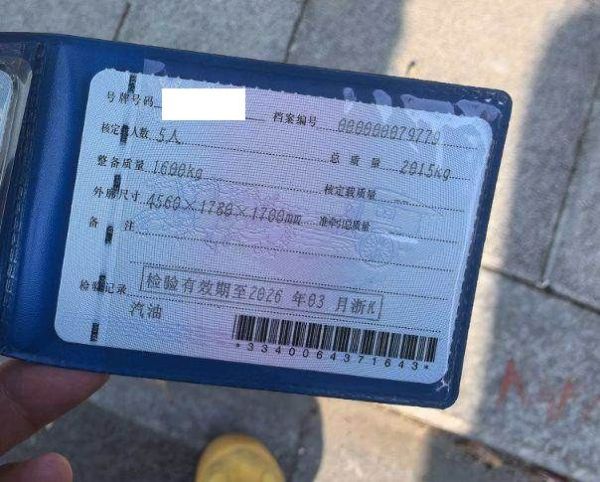 号牌号码 档案编号 000000079779
核定载人数 5人 总质量 2015kg
整备质量 1600kg 核定载质量
外廓尺寸 4560×1780×1700mm 准牵引总质量
备注
检验记录 检验有效期至2026年03月浙K
汽油
*3340064371643*